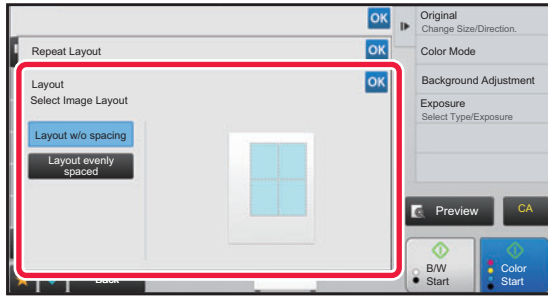 OK
Original
Change Size/Direction.
Repeat Layout
OK
Color Mode
Layout
OK
Select Image Layout
Background Adjustment
Exposure
Select Type/Exposure
Layout w/o spacing
Layout evenly
spaced
Preview
CA
B/W
Start
Color
Start